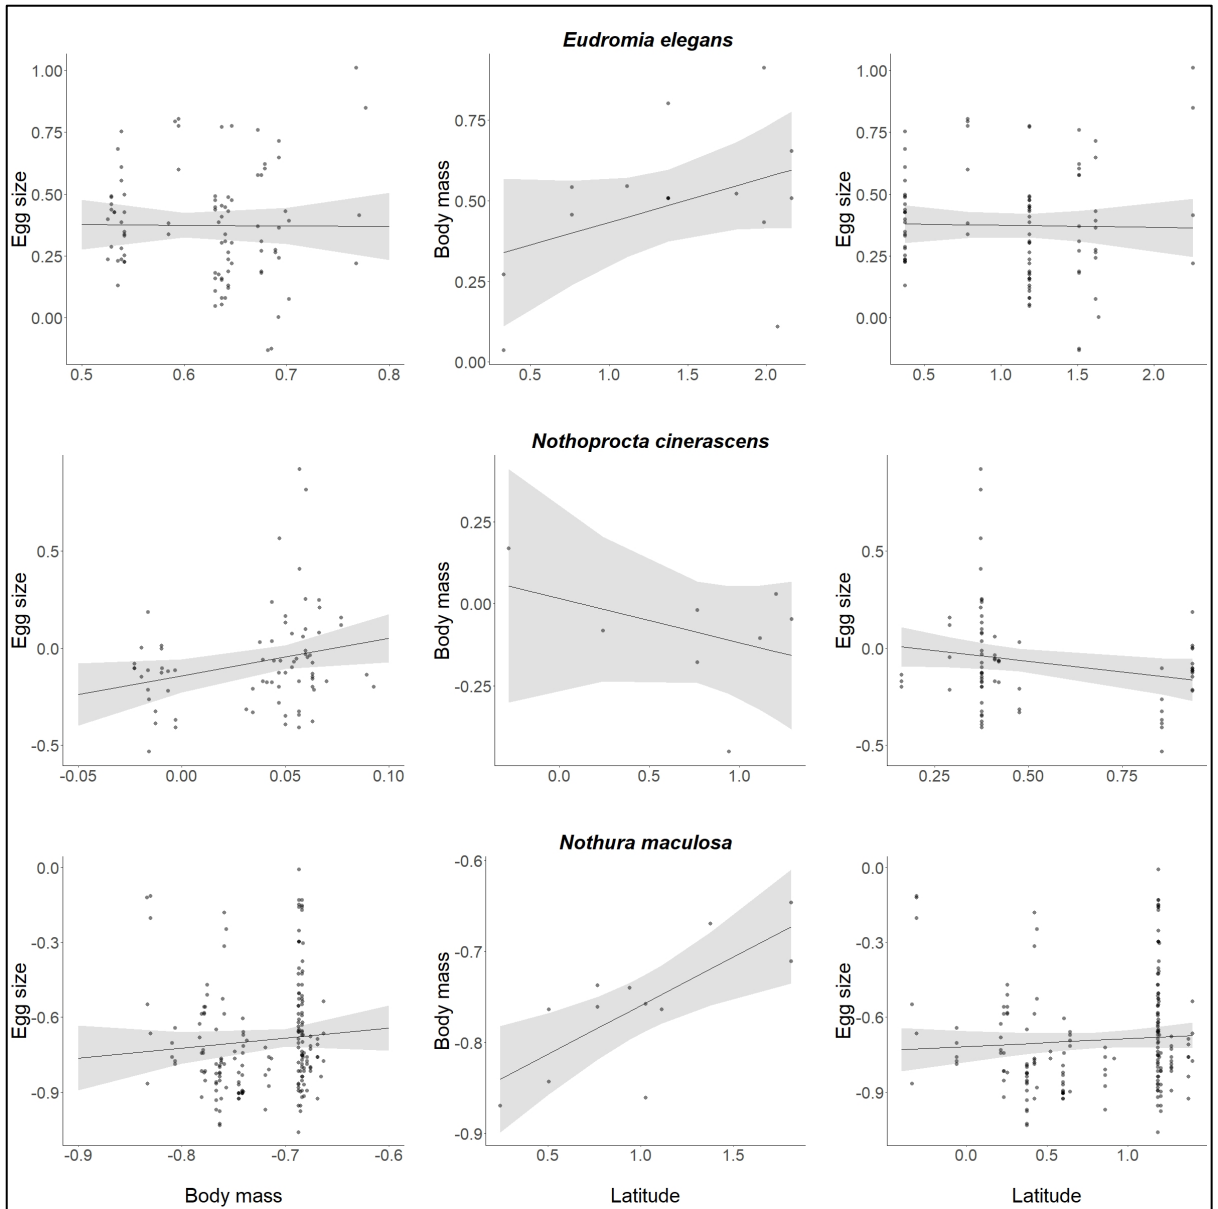 Eudromia elegans
Egg size
1.00
0.75
0.50
0.25
0.00
0.5 0.6 0.7 0.8
Body mass
0.75
0.50
0.25
0.00
0.5 1.0 1.5 2.0
Egg size
1.00
0.75
0.50
0.25
0.00
0.5 1.0 1.5 2.0
Nothoprocta cinerascens
Egg size
0.5
0.0
-0.5
-0.05 0.00 0.05 0.10
Body mass
0.25
0.00
-0.25
0.0 0.5 1.0
Egg size
0.5
0.0
-0.5
0.25 0.50 0.75
Nothura maculosa
Egg size
0.0
-0.3
-0.6
-0.9
-0.9 -0.8 -0.7 -0.6
Body mass
Body mass
-0.6
-0.7
-0.8
-0.9
0.5 1.0 1.5
Latitude
Egg size
0.0
-0.3
-0.6
-0.9
0.0 0.5 1.0
Latitude